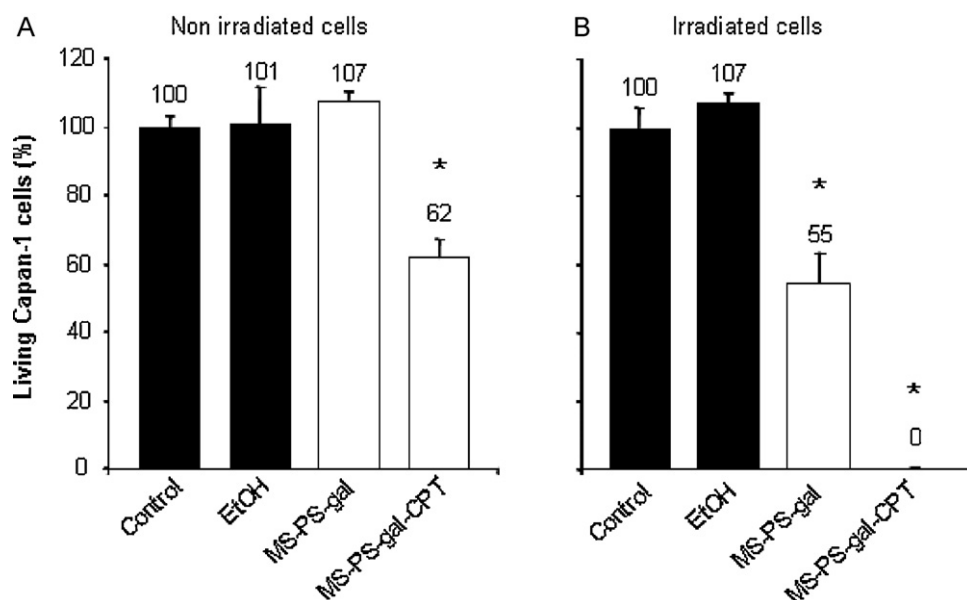 A
Non irradiated cells
B
Irradiated cells
Living Capan-1 cells (%)
120
100
80
60
40
20
0
100
101
107
*
62
100
107
*
55
*
0
Control
EtOH
MS-PS-gal
MS-PS-gal-CPT
Control
EtOH
MS-PS-gal
MS-PS-gal-CPT